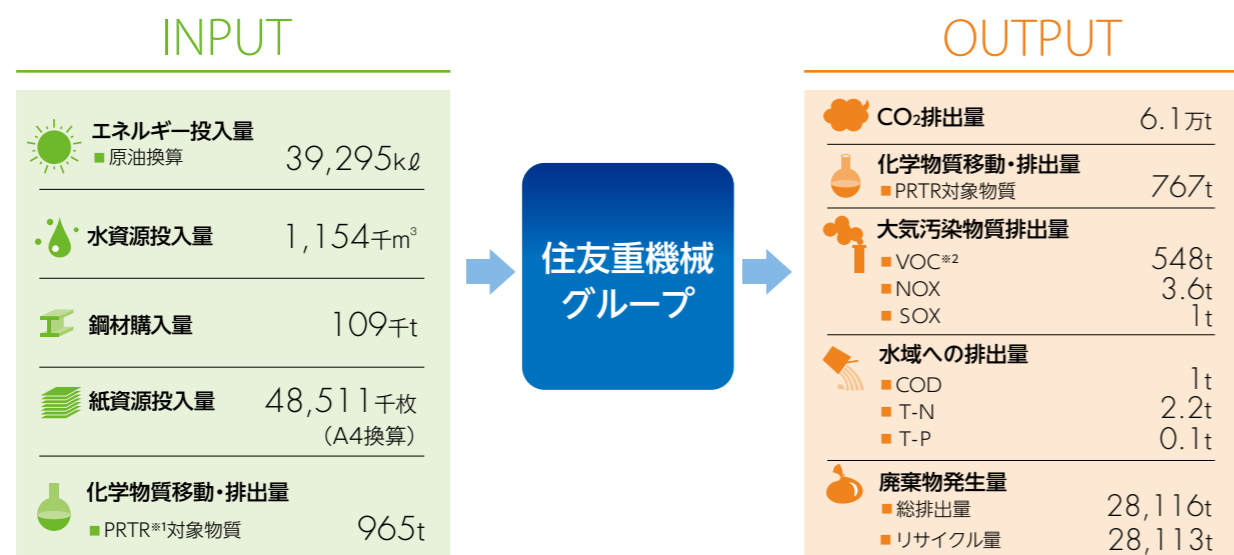 INPUT
エネルギー投入量
■原油換算 39,295kℓ
水資源投入量 1,154千m³
鋼材購入量 109千t
紙資源投入量 48,511千枚
（A4換算）
化学物質移動・排出量
■PRTR※1対象物質 965t
住友重機械
グループ
OUTPUT
CO₂排出量 6.1万t
化学物質移動・排出量
■PRTR対象物質 767t
大気汚染物質排出量
■VOC※2 548t
■NOX 3.6t
■SOX 1t
水域への排出量
■COD 1t
■T-N 2.2t
■T-P 0.1t
廃棄物発生量
■総排出量 28,116t
■リサイクル量 28,113t